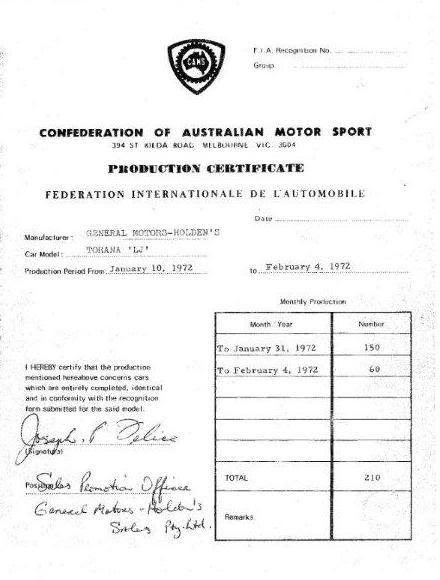 CAMS
F.I.A. Recognition No.
Group
CONFEDERATION OF AUSTRALIAN MOTOR SPORT
394 ST KILDA ROAD MELBOURNE VIC. 3004
PRODUCTION CERTIFICATE
FEDERATION INTERNATIONALE DE L'AUTOMOBILE
Date
Manufacturer: GENERAL MOTORS-HOLDEN'S
Car Model: TORANA 'LJ'
Production Period From January 10, 1972 to February 4, 1972
Monthly Production
Month / Year Number
To January 31, 1972 150
To February 4, 1972 60
I HEREBY certify that the production
mentioned hereabove concerns cars
which are entirely completed, identical
and in conformity with the recognition
form submitted for the said model.
Joseph. P Felice
(Signature)
Position Sales Promotion Officer
General Motors - Holden's
Sales Pty. Ltd.
TOTAL 210
Remarks